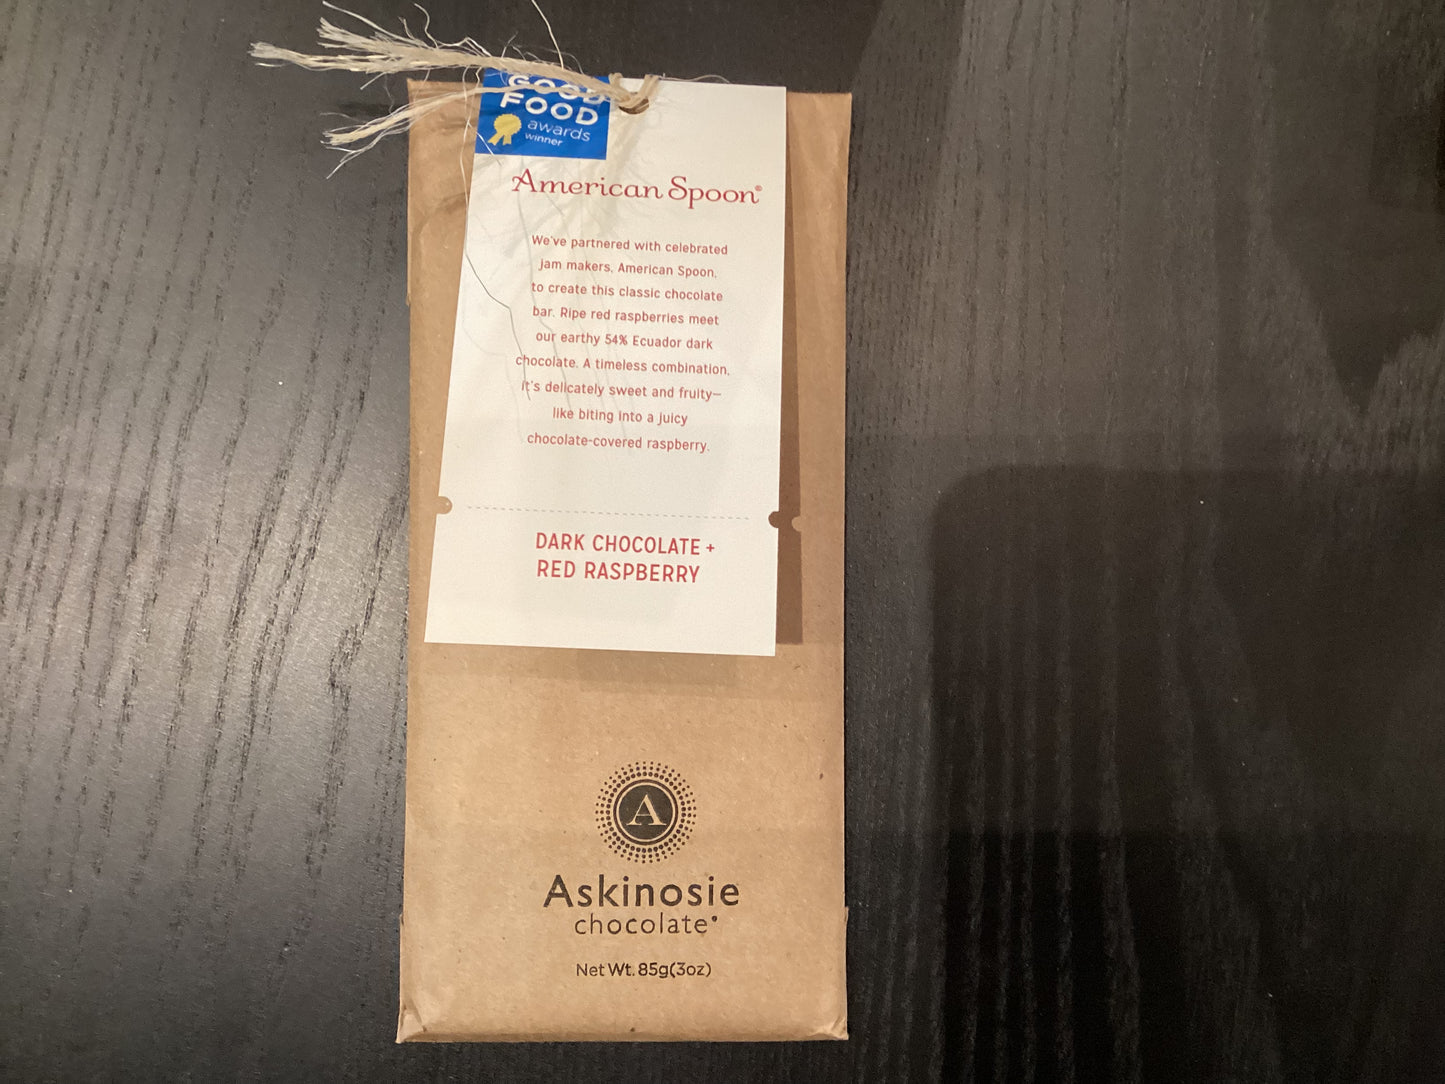 GOOD
FOOD
awards
winner
American Spoon®
We've partnered with celebrated
jam makers, American Spoon,
to create this classic chocolate
bar. Ripe red raspberries meet
our earthy 54% Ecuador dark
chocolate. A timeless combination,
it's delicately sweet and fruity—
like biting into a juicy
chocolate-covered raspberry.
DARK CHOCOLATE +
RED RASPBERRY
A
Askinosie
chocolate®
Net Wt. 85g(3oz)